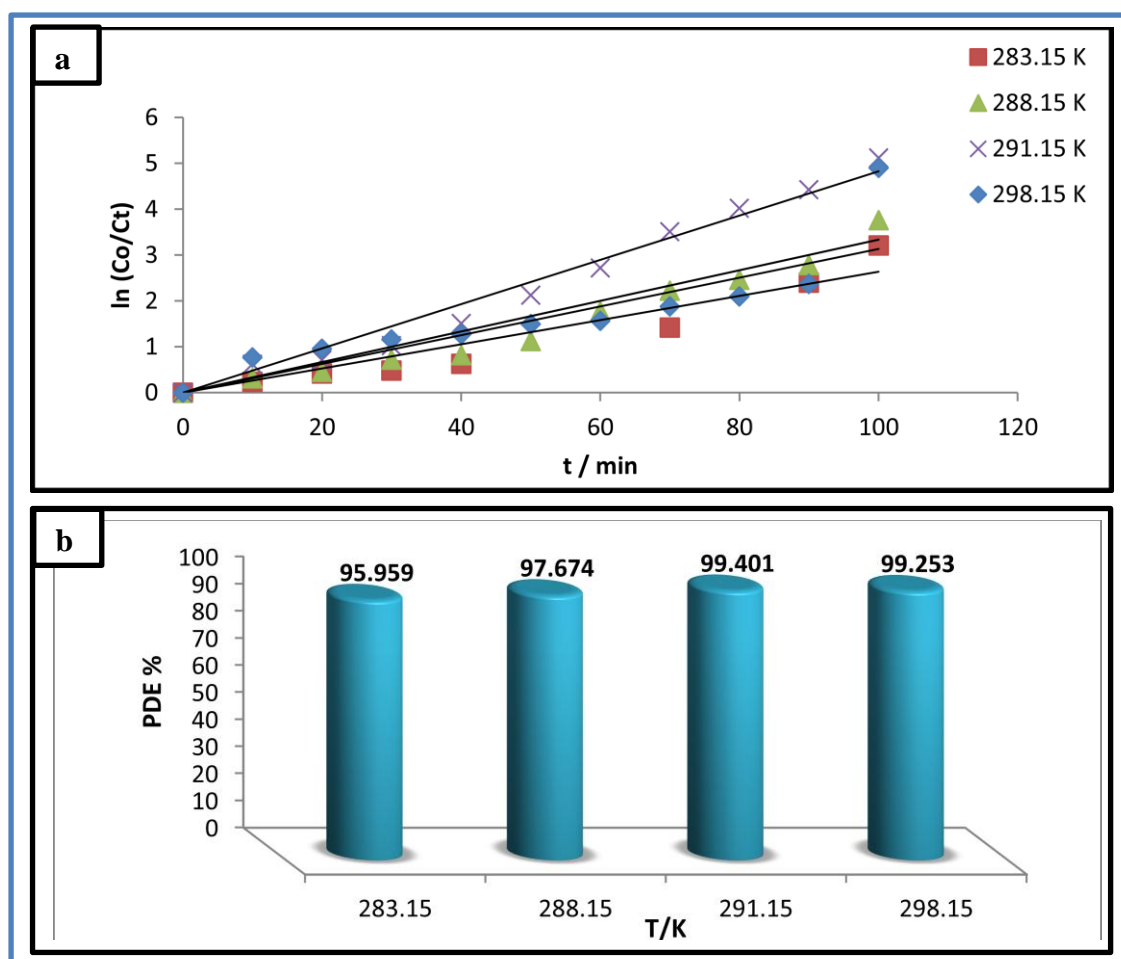 a
283.15 K
288.15 K
291.15 K
298.15 K
6
5
4
3
2
1
0
ln (Co/Ct)
0 20 40 60 80 100 120
t / min
b
100
90
80
70
60
50
40
30
20
10
0
PDE %
95.959 97.674 99.401 99.253
283.15 288.15 291.15 298.15
T/K